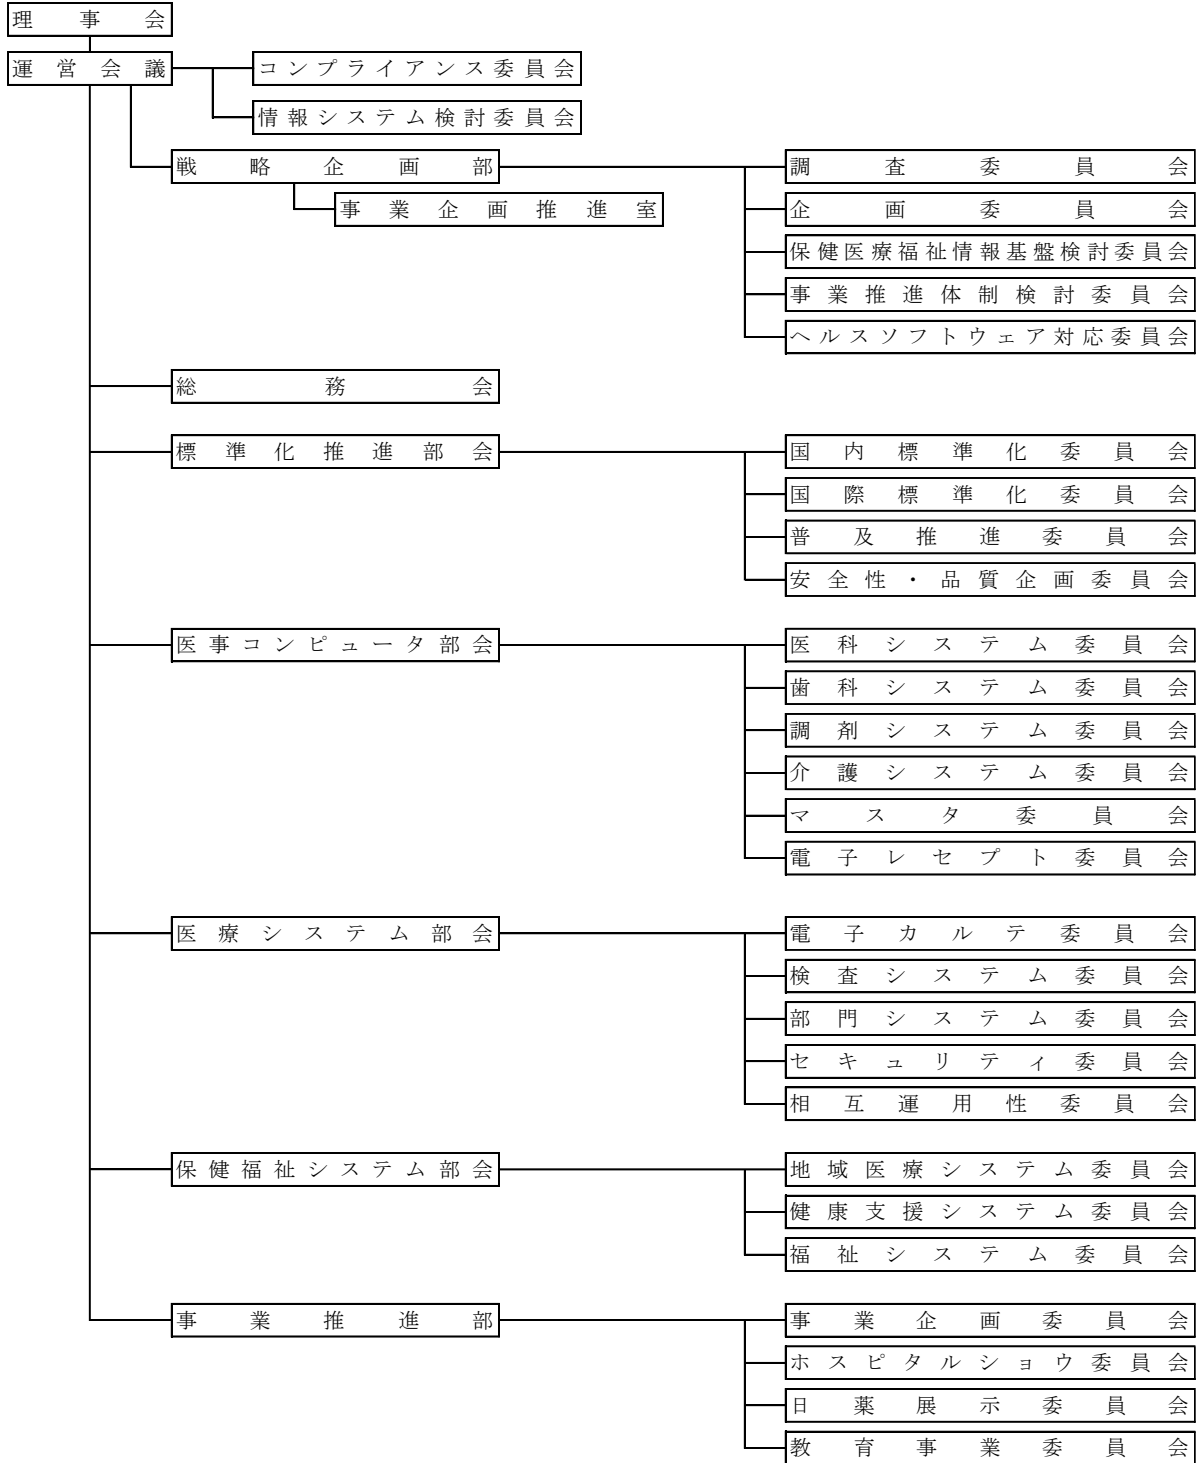 理事会
運営会議
コンプライアンス委員会
情報システム検討委員会
戦略企画部
調査委員会
事業企画推進室
企画委員会
保健医療福祉情報基盤検討委員会
事業推進体制検討委員会
ヘルスソフトウェア対応委員会
総務会
標準化推進部会
国内標準化委員会
国際標準化委員会
普及推進委員会
安全性・品質企画委員会
医事コンピュータ部会
医科システム委員会
歯科システム委員会
調剤システム委員会
介護システム委員会
マスタ委員会
電子レセプト委員会
医療システム部会
電子カルテ委員会
検査システム委員会
部門システム委員会
セキュリティ委員会
相互運用性委員会
保健福祉システム部会
地域医療システム委員会
健康支援システム委員会
福祉システム委員会
事業推進部
事業企画委員会
ホスピタルショウ委員会
日薬展示委員会
教育事業委員会